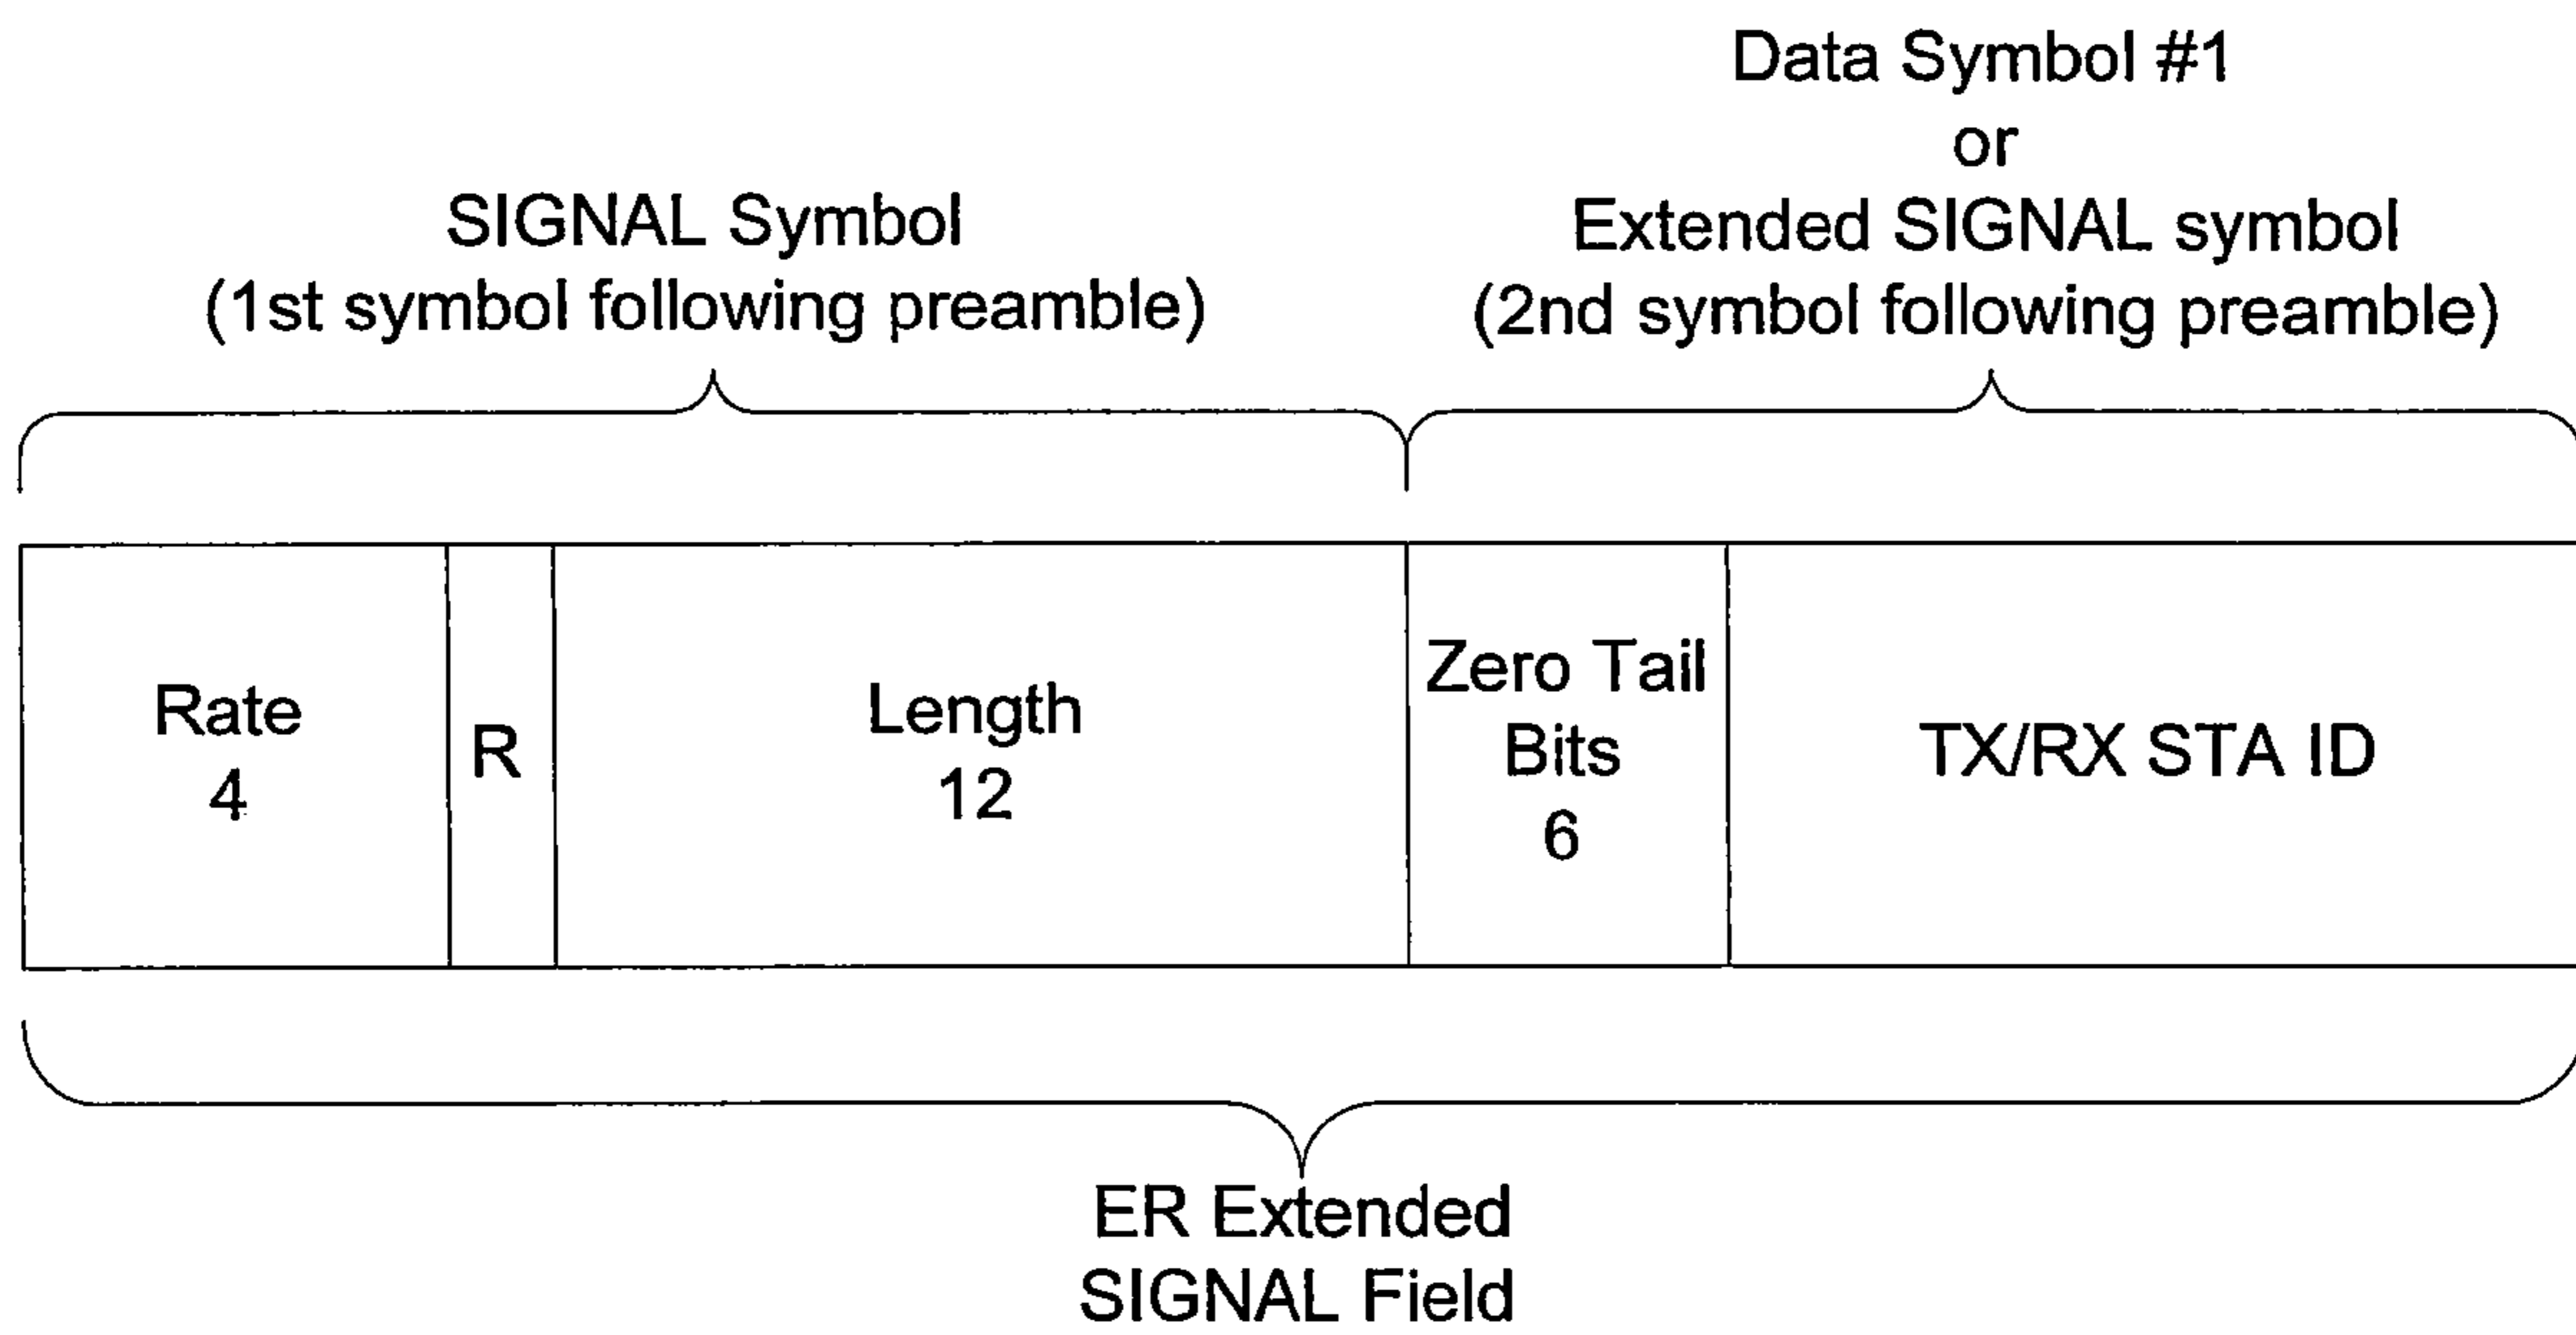 Data Symbol #1
or
Extended SIGNAL symbol
(2nd symbol following preamble)
SIGNAL Symbol
(1st symbol following preamble)
Rate
4
R
Length
12
Zero Tail
Bits
6
TX/RX STA ID
ER Extended
SIGNAL Field